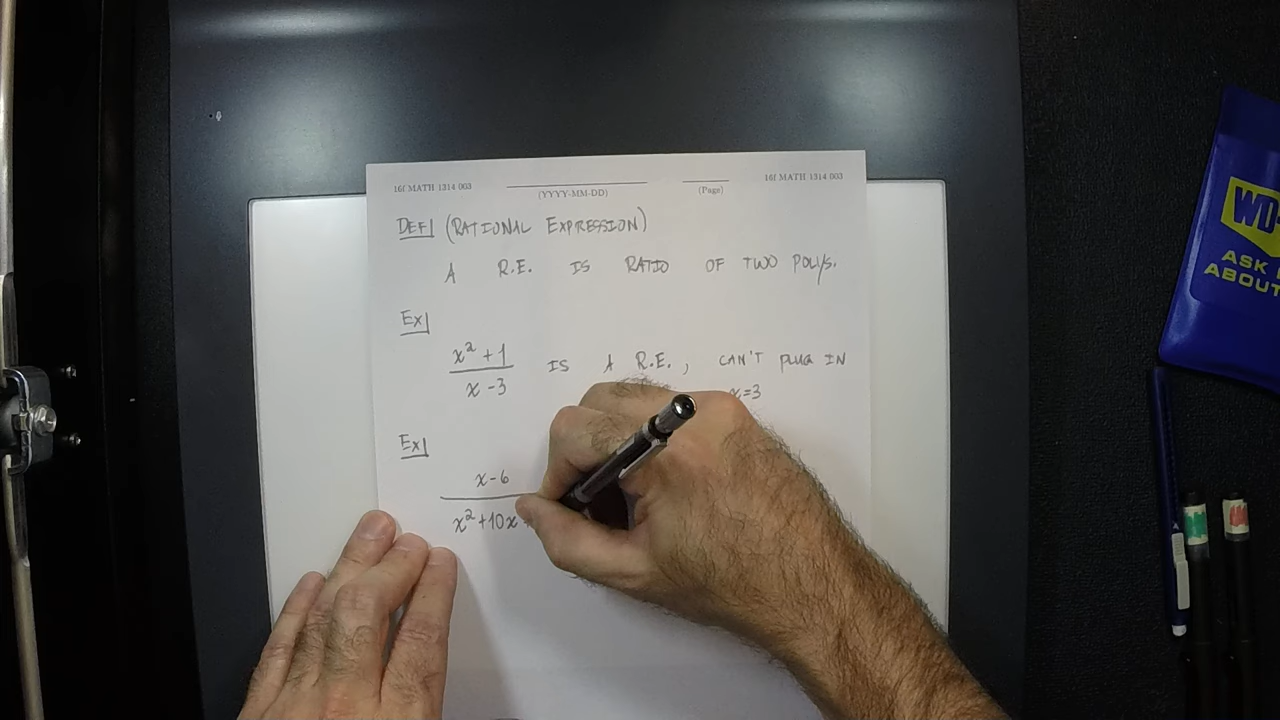 16f MATH 1314 003 (YYYY-MM-DD) (Page) 16f MATH 1314 003
DEF (RATIONAL EXPRESSION)
A R.E. IS RATIO OF TWO POLYS.
EX
x² + 1
x - 3
IS A R.E., CAN'T PLUG IN
x=3
EX
x - 6
x² + 10x
WD
ASK
ABOUT